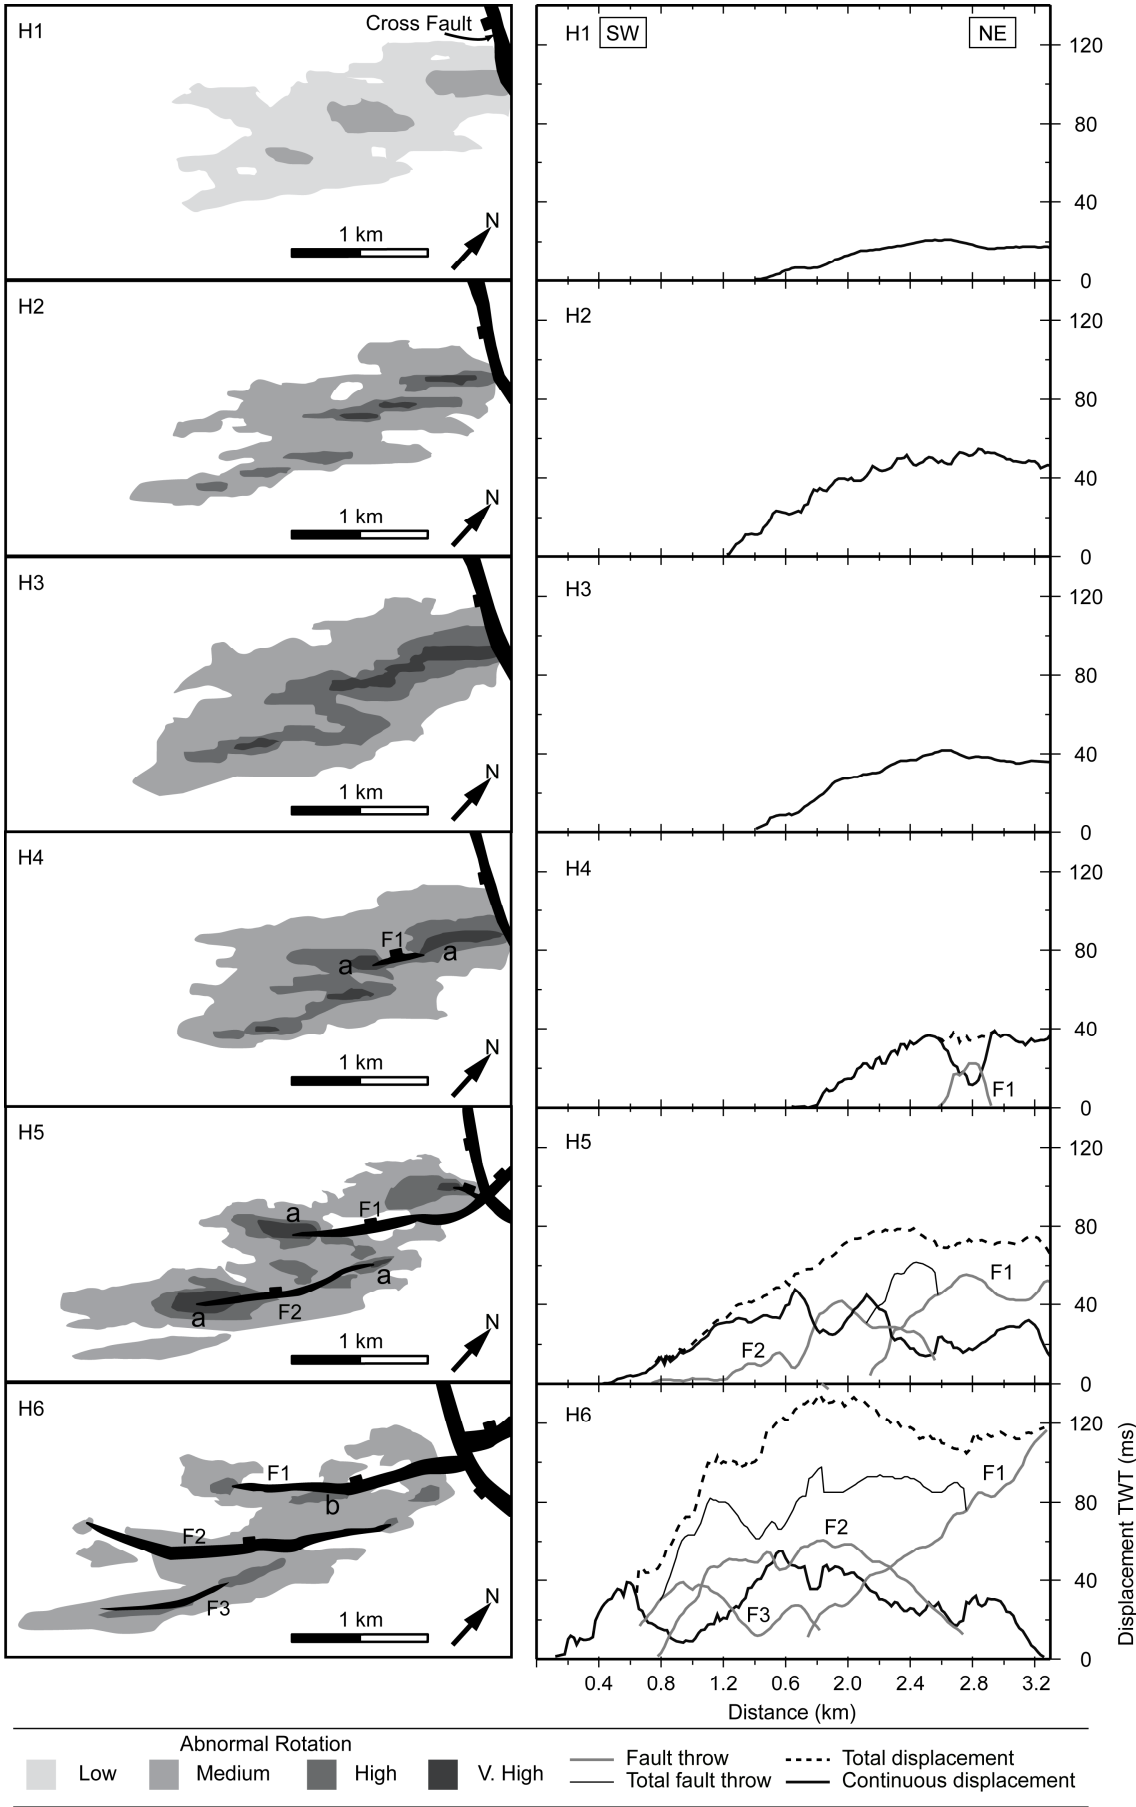 H1
Cross Fault
N
1 km
H1
SW
NE
120
80
40
0
H2
N
1 km
H2
120
80
40
0
H3
N
1 km
H3
120
80
40
0
H4
F1
a
a
N
1 km
H4
120
80
40
0
F1
H5
a
F1
a
a
F2
N
1 km
H5
120
80
40
0
F1
F2
H6
F1
b
F2
F3
N
1 km
H6
120
80
40
0
F1
F2
F3
Displacement TWT (ms)
0.4 0.8 1.2 0.6 2.0 2.4 2.8 3.2
Distance (km)
Abnormal Rotation
Low Medium High V. High
Fault throw
Total fault throw
Total displacement
Continuous displacement